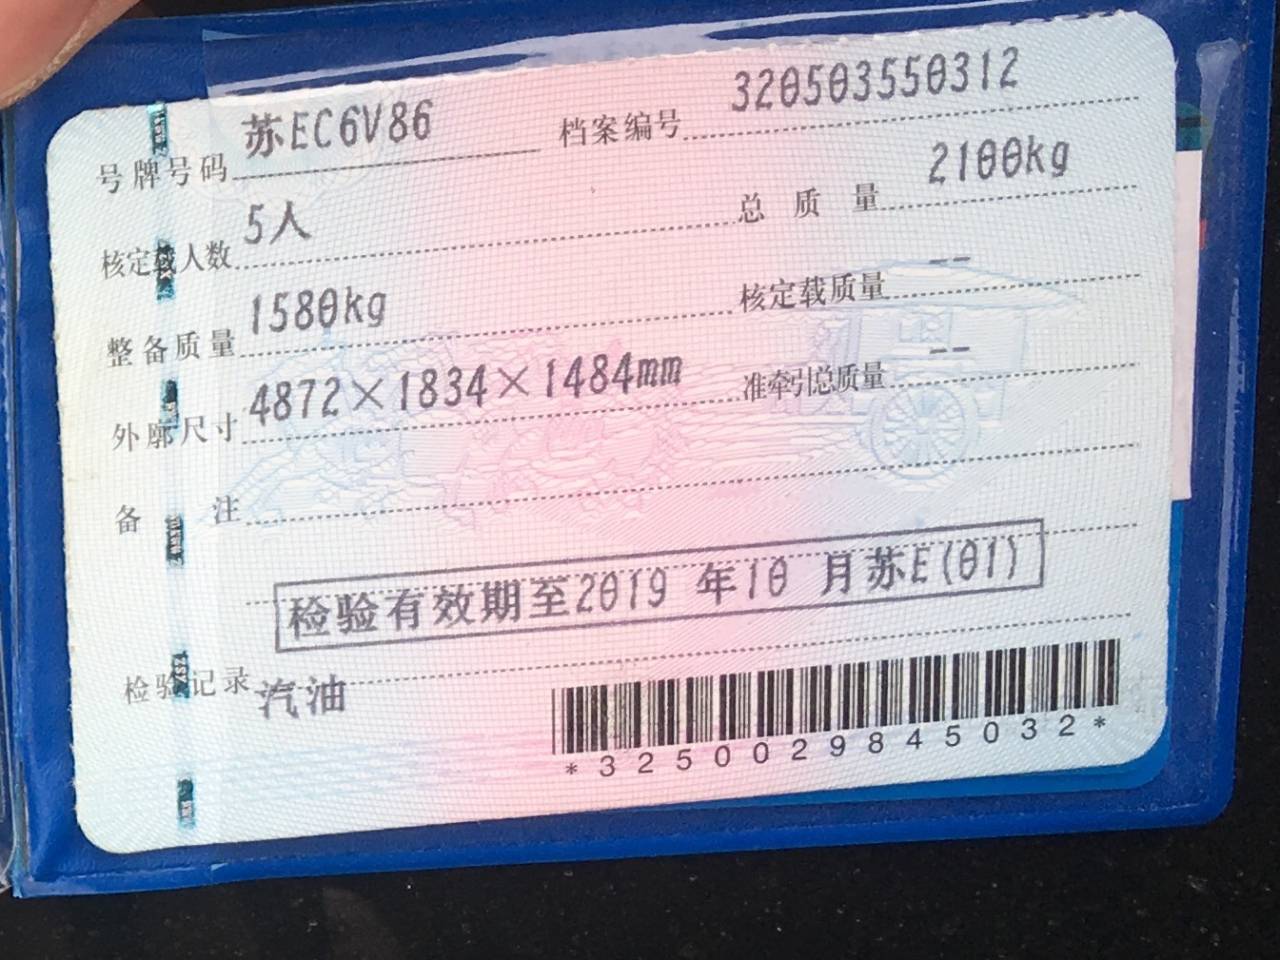 号牌号码 苏EC6V86 档案编号 320503550312
核定载人数 5人 总质量 2100kg
整备质量 1580kg 核定载质量 --
外廓尺寸 4872×1834×1484mm 准牵引总质量 --
备注
检验有效期至2019 年10 月苏E(01)
检验记录 汽油
*3250029845032*